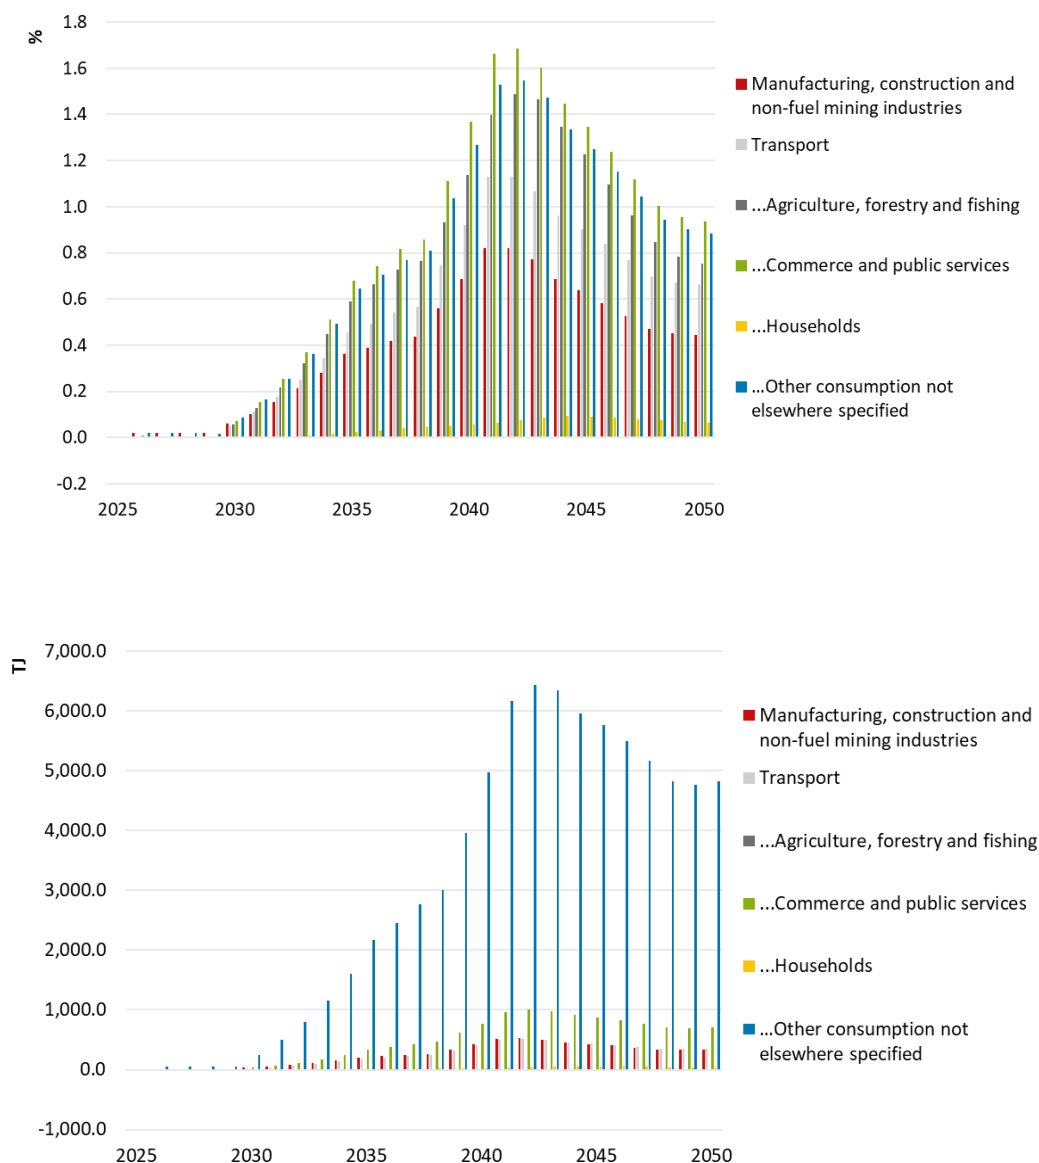 1.8
%
1.6
Manufacturing, construction and
non-fuel mining industries
1.4
Transport
1.2
1.0
...Agriculture, forestry and fishing
0.8
...Commerce and public services
0.6
...Households
0.4
...Other consumption not
elsewhere specified
0.2
0.0
-0.2
2025 2030 2035 2040 2045 2050
7,000.0
TJ
6,000.0
Manufacturing, construction and
non-fuel mining industries
5,000.0
Transport
4,000.0
...Agriculture, forestry and fishing
3,000.0
...Commerce and public services
2,000.0
...Households
1,000.0
...Other consumption not
elsewhere specified
0.0
-1,000.0
2025 2030 2035 2040 2045 2050